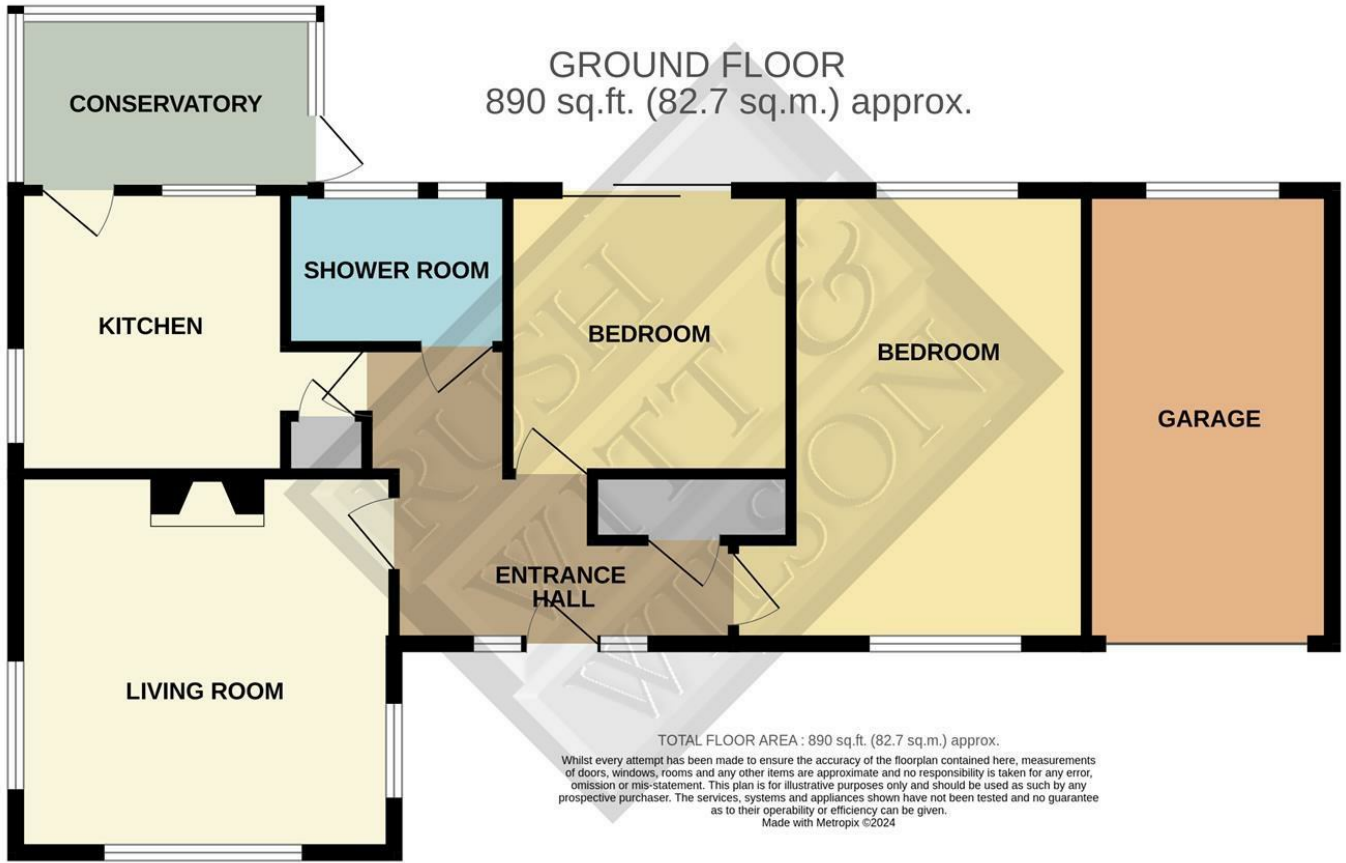 GROUND FLOOR
890 sq.ft. (82.7 sq.m.) approx.
CONSERVATORY
SHOWER ROOM
KITCHEN
BEDROOM
BEDROOM
GARAGE
ENTRANCE
HALL
LIVING ROOM
RUSH
WITT &
WILSON
TOTAL FLOOR AREA : 890 sq.ft. (82.7 sq.m.) approx.
Whilst every attempt has been made to ensure the accuracy of the floorplan contained here, measurements
of doors, windows, rooms and any other items are approximate and no responsibility is taken for any error,
omission or mis-statement. This plan is for illustrative purposes only and should be used as such by any
prospective purchaser. The services, systems and appliances shown have not been tested and no guarantee
as to their operability or efficiency can be given.
Made with Metropix ©2024